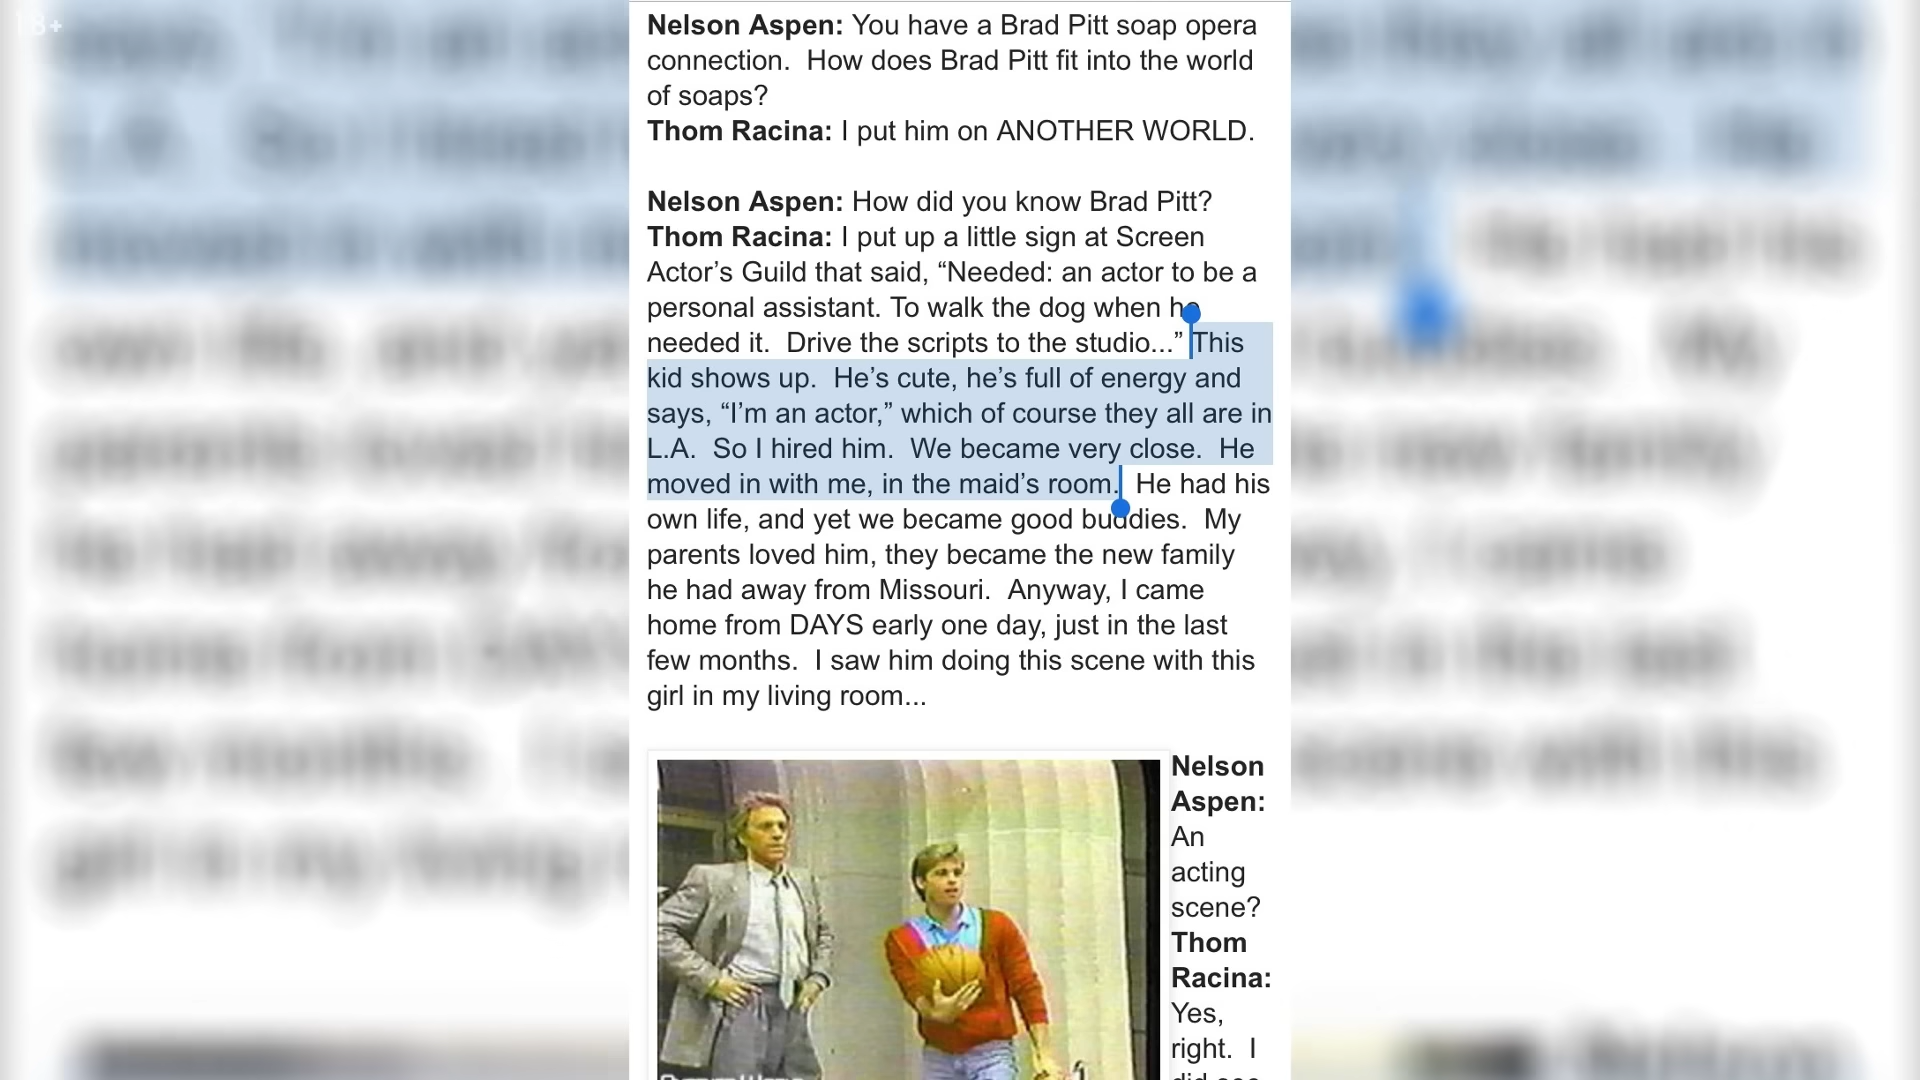 18+
Nelson Aspen: You have a Brad Pitt soap opera
connection.  How does Brad Pitt fit into the world
of soaps?
Thom Racina: I put him on ANOTHER WORLD.
Nelson Aspen: How did you know Brad Pitt?
Thom Racina: I put up a little sign at Screen
Actor’s Guild that said, “Needed: an actor to be a
personal assistant. To walk the dog when he
needed it.  Drive the scripts to the studio...” This
kid shows up.  He’s cute, he’s full of energy and
says, “I’m an actor,” which of course they all are in
L.A.  So I hired him.  We became very close.  He
moved in with me, in the maid’s room.  He had his
own life, and yet we became good buddies.  My
parents loved him, they became the new family
he had away from Missouri.  Anyway, I came
home from DAYS early one day, just in the last
few months.  I saw him doing this scene with this
girl in my living room...
Nelson
Aspen:
An
acting
scene?
Thom
Racina:
Yes,
right.  I